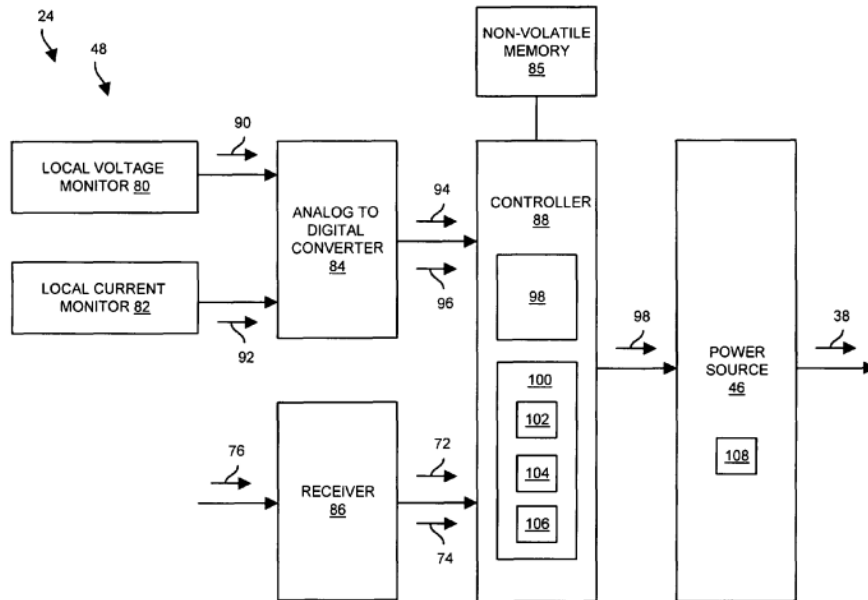 24
48
NON-VOLATILE
MEMORY
85
90
LOCAL VOLTAGE
MONITOR 80
ANALOG TO
DIGITAL
CONVERTER
84
94
96
CONTROLLER
88
98
LOCAL CURRENT
MONITOR 82
92
98
38
POWER
SOURCE
46
108
100
102
104
106
76
RECEIVER
86
72
74